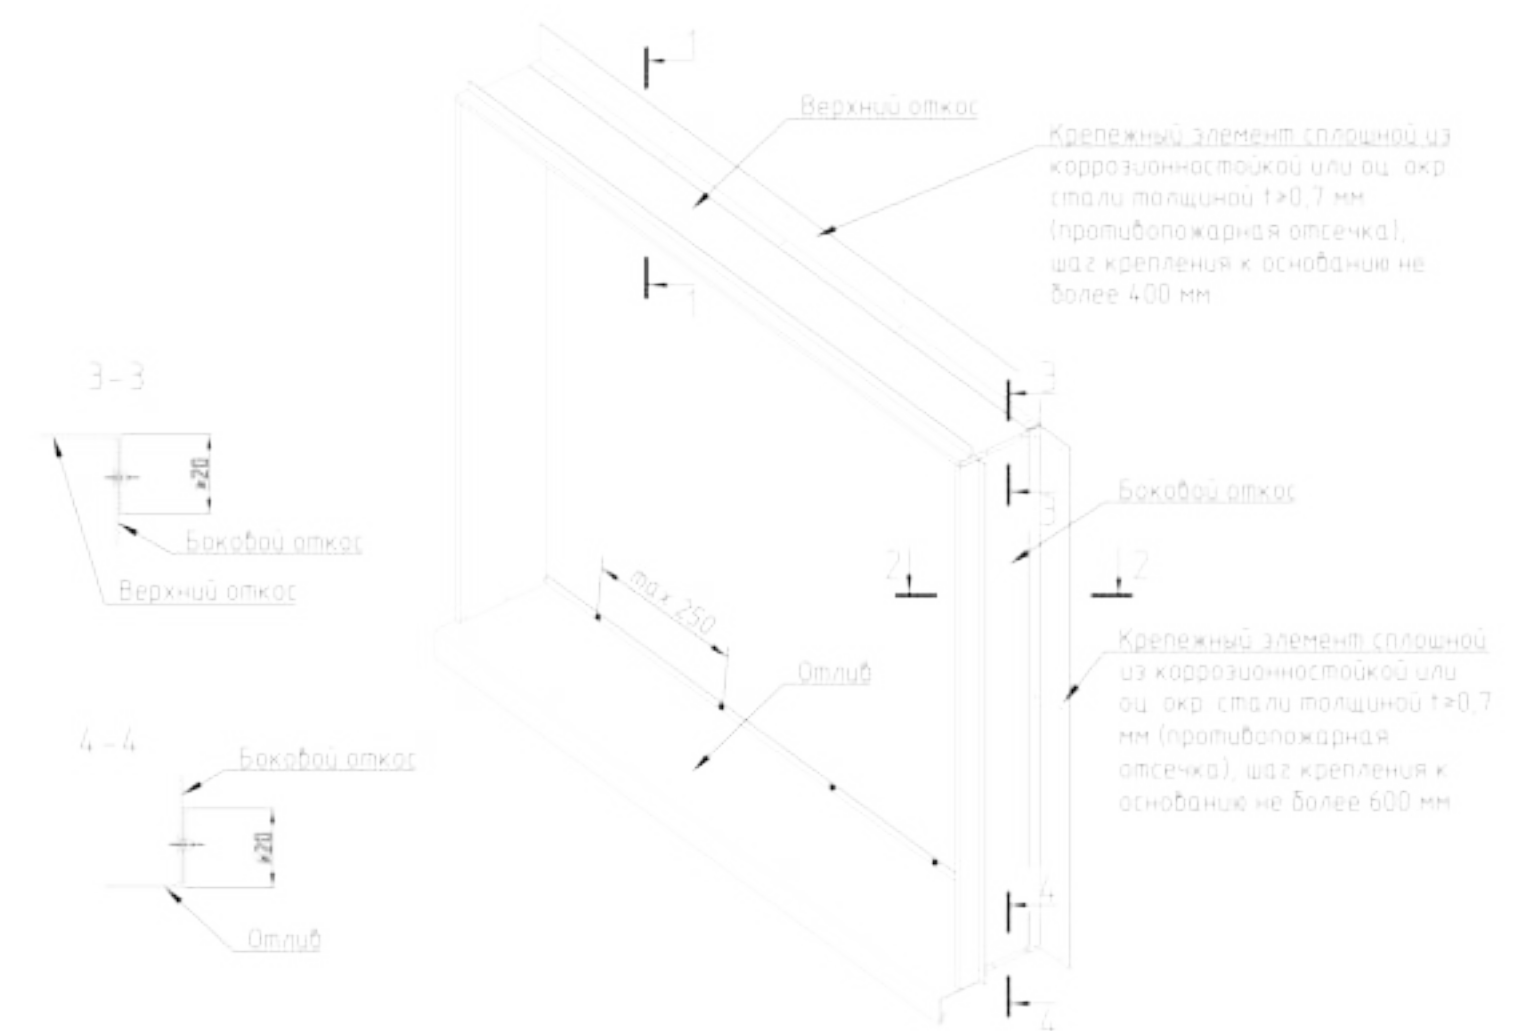 1
Верхний откос
Крепежный элемент сплошной из
коррозионностойкой или оц. окр.
стали толщиной t≥0,7 мм
(противопожарная отсечка),
шаг крепления к основанию не
более 400 мм
1
3-3
≥20
Боковой откос
Верхний откос
3
3
Боковой откос
2
2
max 250
Отлив
Крепежный элемент сплошной
из коррозионностойкой или
оц. окр. стали толщиной t≥0,7
мм (противопожарная
отсечка), шаг крепления к
основанию не более 600 мм
4-4
Боковой откос
≥20
Отлив
4
4